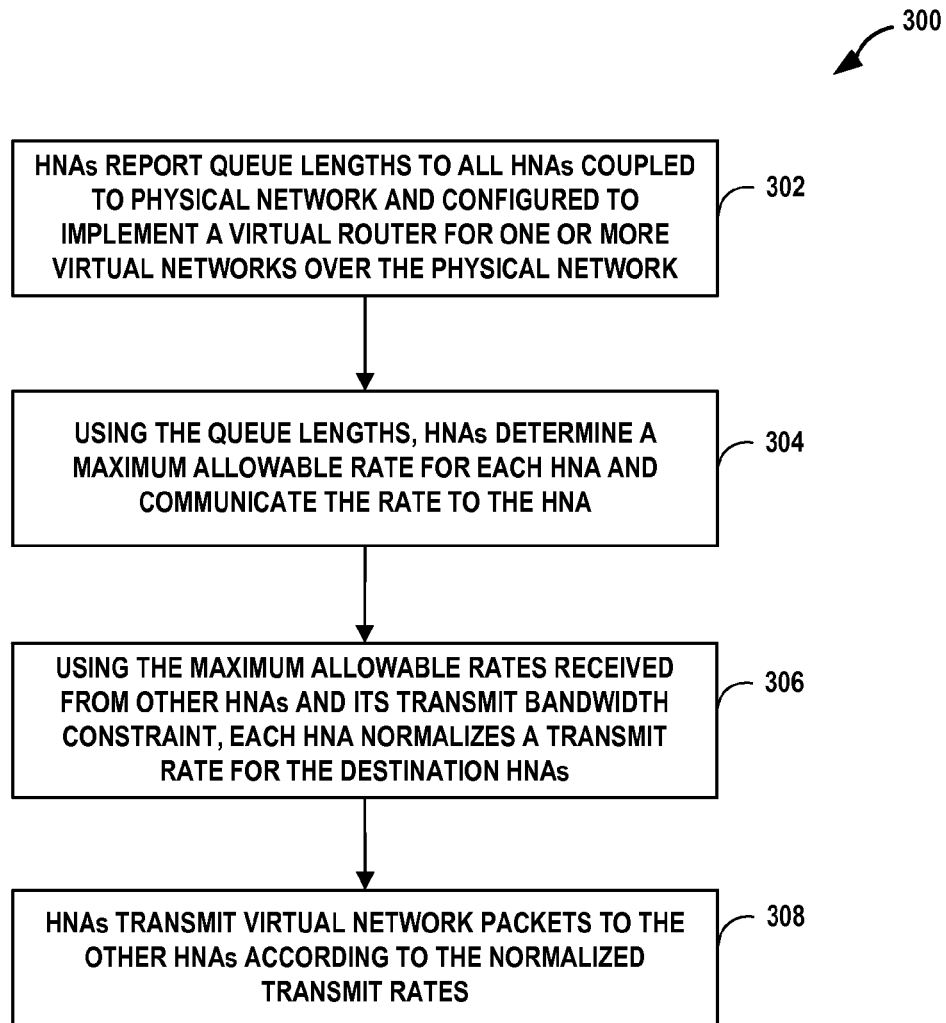 300
HNAs REPORT QUEUE LENGTHS TO ALL HNAs COUPLED
TO PHYSICAL NETWORK AND CONFIGURED TO
IMPLEMENT A VIRTUAL ROUTER FOR ONE OR MORE
VIRTUAL NETWORKS OVER THE PHYSICAL NETWORK
302
USING THE QUEUE LENGTHS, HNAs DETERMINE A
MAXIMUM ALLOWABLE RATE FOR EACH HNA AND
COMMUNICATE THE RATE TO THE HNA
304
USING THE MAXIMUM ALLOWABLE RATES RECEIVED
FROM OTHER HNAs AND ITS TRANSMIT BANDWIDTH
CONSTRAINT, EACH HNA NORMALIZES A TRANSMIT
RATE FOR THE DESTINATION HNAs
306
HNAs TRANSMIT VIRTUAL NETWORK PACKETS TO THE
OTHER HNAs ACCORDING TO THE NORMALIZED
TRANSMIT RATES
308